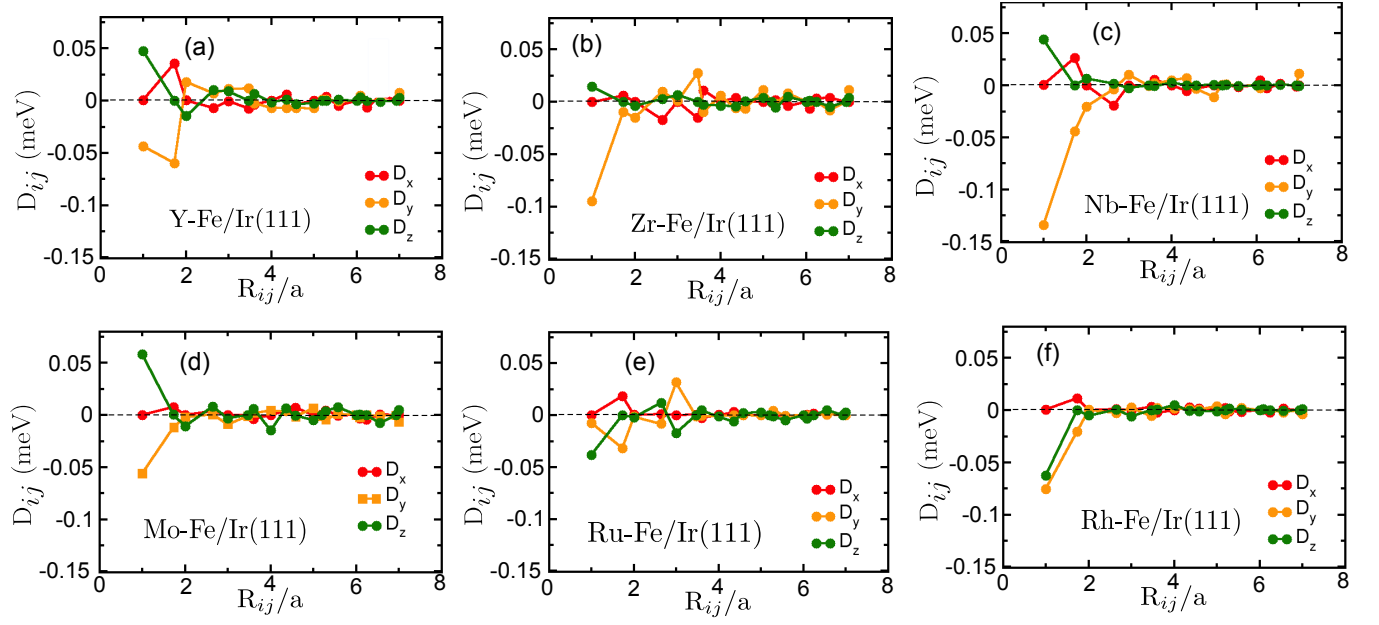 (a)
0.05
0
-0.05
-0.1
-0.15
D_ij (meV)
D_x
D_y
D_z
Y-Fe/Ir(111)
0 2 4 6 8
R_ij/a
(b)
0.05
0
-0.05
-0.1
-0.15
D_ij (meV)
D_x
D_y
D_z
Zr-Fe/Ir(111)
0 2 4 6 8
R_ij/a
(c)
0.05
0
-0.05
-0.1
-0.15
D_ij (meV)
D_x
D_y
D_z
Nb-Fe/Ir(111)
0 2 4 6 8
R_ij/a
(d)
0.05
0
-0.05
-0.1
-0.15
D_ij (meV)
D_x
D_y
D_z
Mo-Fe/Ir(111)
0 2 4 6 8
R_ij/a
(e)
0.05
0
-0.05
-0.1
-0.15
D_ij (meV)
D_x
D_y
D_z
Ru-Fe/Ir(111)
0 2 4 6 8
R_ij/a
(f)
0.05
0
-0.05
-0.1
-0.15
D_ij (meV)
D_x
D_y
D_z
Rh-Fe/Ir(111)
0 2 4 6 8
R_ij/a